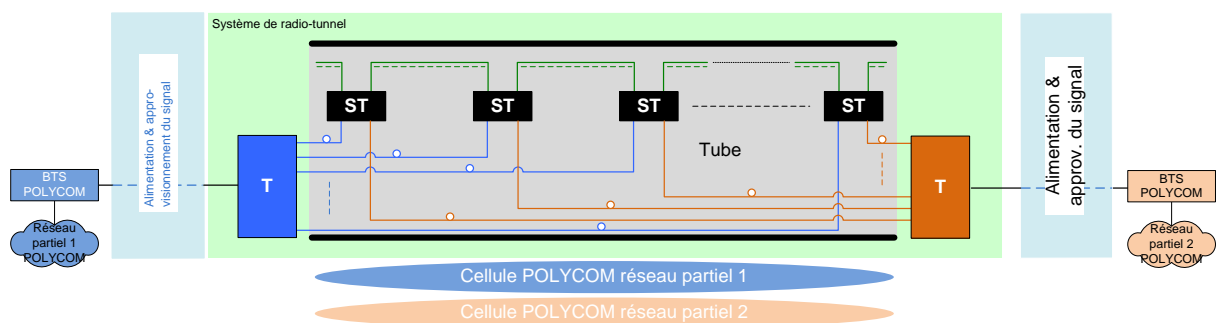 Système de radio-tunnel
Alimentation & appro-
visionnement du signal
Alimentation &
approv. du signal
ST
ST
ST
ST
Tube
T
T
BTS
POLYCOM
BTS
POLYCOM
Réseau
partiel 1
POLYCOM
Réseau
partiel 2
POLYCOM
Cellule POLYCOM réseau partiel 1
Cellule POLYCOM réseau partiel 2